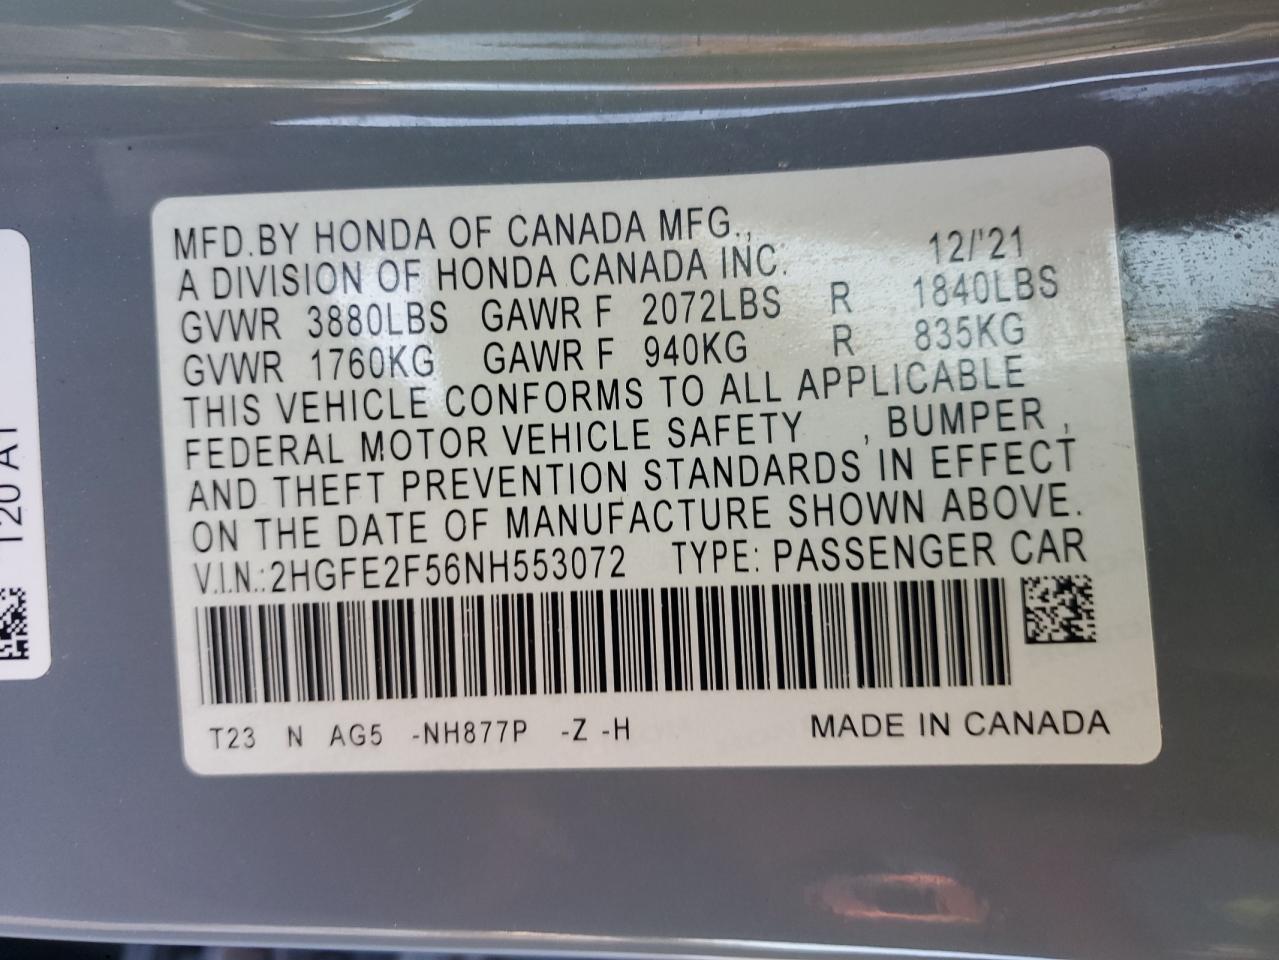 MFD.BY HONDA OF CANADA MFG.,
A DIVISION OF HONDA CANADA INC. 12/'21
GVWR 3880LBS GAWR F 2072LBS R 1840LBS
GVWR 1760KG GAWR F 940KG R 835KG
THIS VEHICLE CONFORMS TO ALL APPLICABLE
FEDERAL MOTOR VEHICLE SAFETY , BUMPER ,
AND THEFT PREVENTION STANDARDS IN EFFECT
ON THE DATE OF MANUFACTURE SHOWN ABOVE.
V.I.N.:2HGFE2F56NH553072 TYPE: PASSENGER CAR
T23 N AG5 -NH877P -Z -H MADE IN CANADA